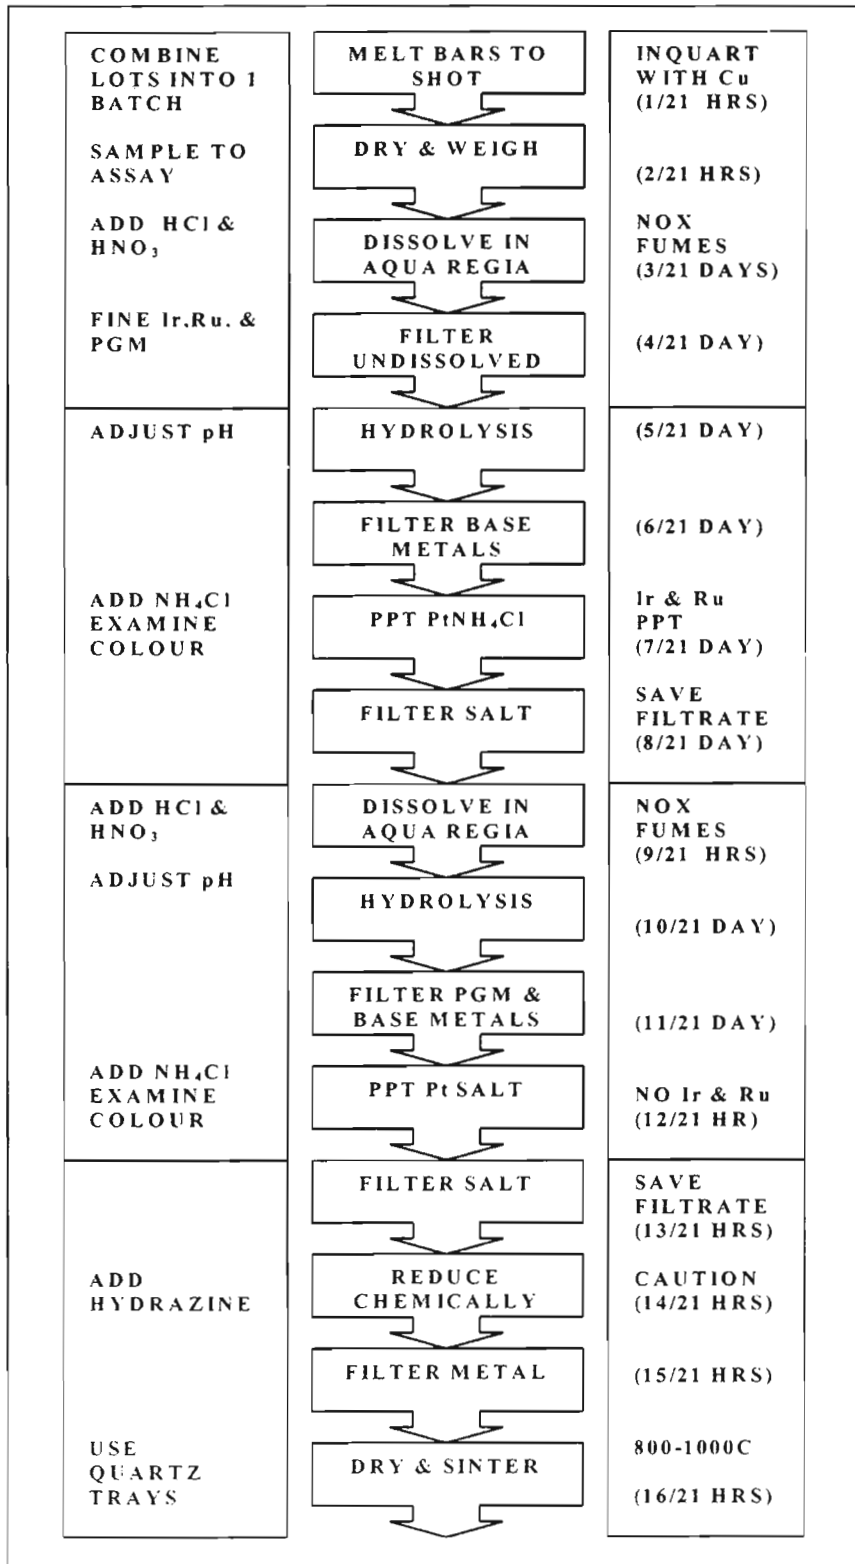 COMBINE
LOTS INTO 1
BATCH
MELT BARS TO
SHOT
INQUART
WITH Cu
(1/21 HRS)
SAMPLE TO
ASSAY
DRY & WEIGH
(2/21 HRS)
ADD HCl &
HNO₃
DISSOLVE IN
AQUA REGIA
NOX
FUMES
(3/21 DAYS)
FINE Ir.Ru. &
PGM
FILTER
UNDISSOLVED
(4/21 DAY)
ADJUST pH
HYDROLYSIS
(5/21 DAY)
FILTER BASE
METALS
(6/21 DAY)
ADD NH₄Cl
EXAMINE
COLOUR
PPT PtNH₄Cl
Ir & Ru
PPT
(7/21 DAY)
FILTER SALT
SAVE
FILTRATE
(8/21 DAY)
ADD HCl &
HNO₃
DISSOLVE IN
AQUA REGIA
NOX
FUMES
(9/21 HRS)
ADJUST pH
HYDROLYSIS
(10/21 DAY)
FILTER PGM &
BASE METALS
(11/21 DAY)
ADD NH₄Cl
EXAMINE
COLOUR
PPT Pt SALT
NO Ir & Ru
(12/21 HR)
FILTER SALT
SAVE
FILTRATE
(13/21 HRS)
ADD
HYDRAZINE
REDUCE
CHEMICALLY
CAUTION
(14/21 HRS)
FILTER METAL
(15/21 HRS)
USE
QUARTZ
TRAYS
DRY & SINTER
800-1000C
(16/21 HRS)